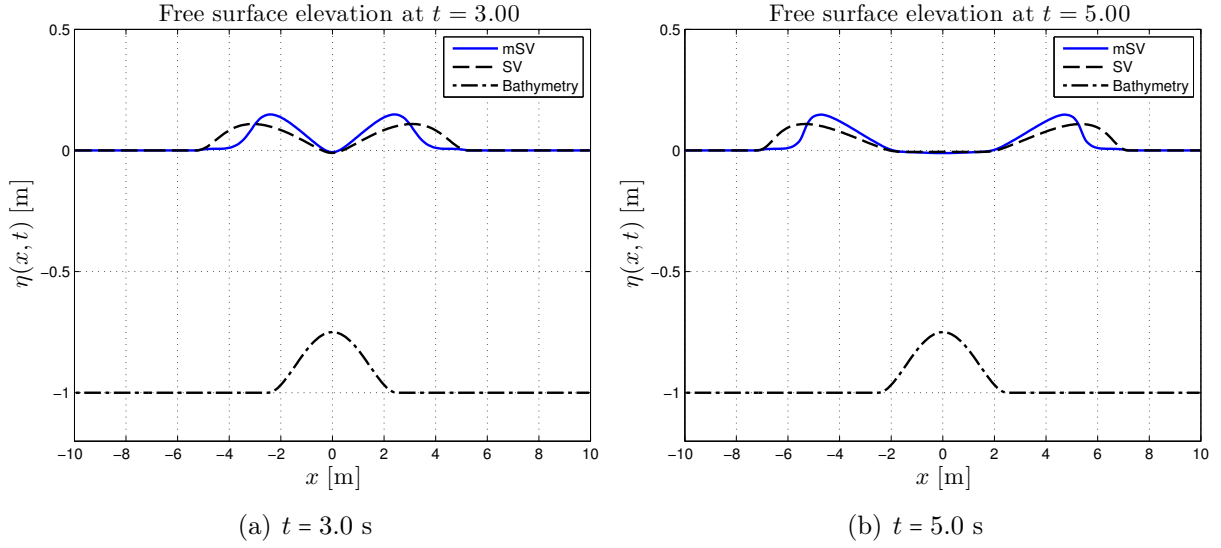 Free surface elevation at t = 3.00
mSV
SV
Bathymetry
0.5
0
−0.5
−1
η(x, t) [m]
−10 −8 −6 −4 −2 0 2 4 6 8 10
x [m]
(a) t = 3.0 s
Free surface elevation at t = 5.00
mSV
SV
Bathymetry
0.5
0
−0.5
−1
η(x, t) [m]
−10 −8 −6 −4 −2 0 2 4 6 8 10
x [m]
(b) t = 5.0 s